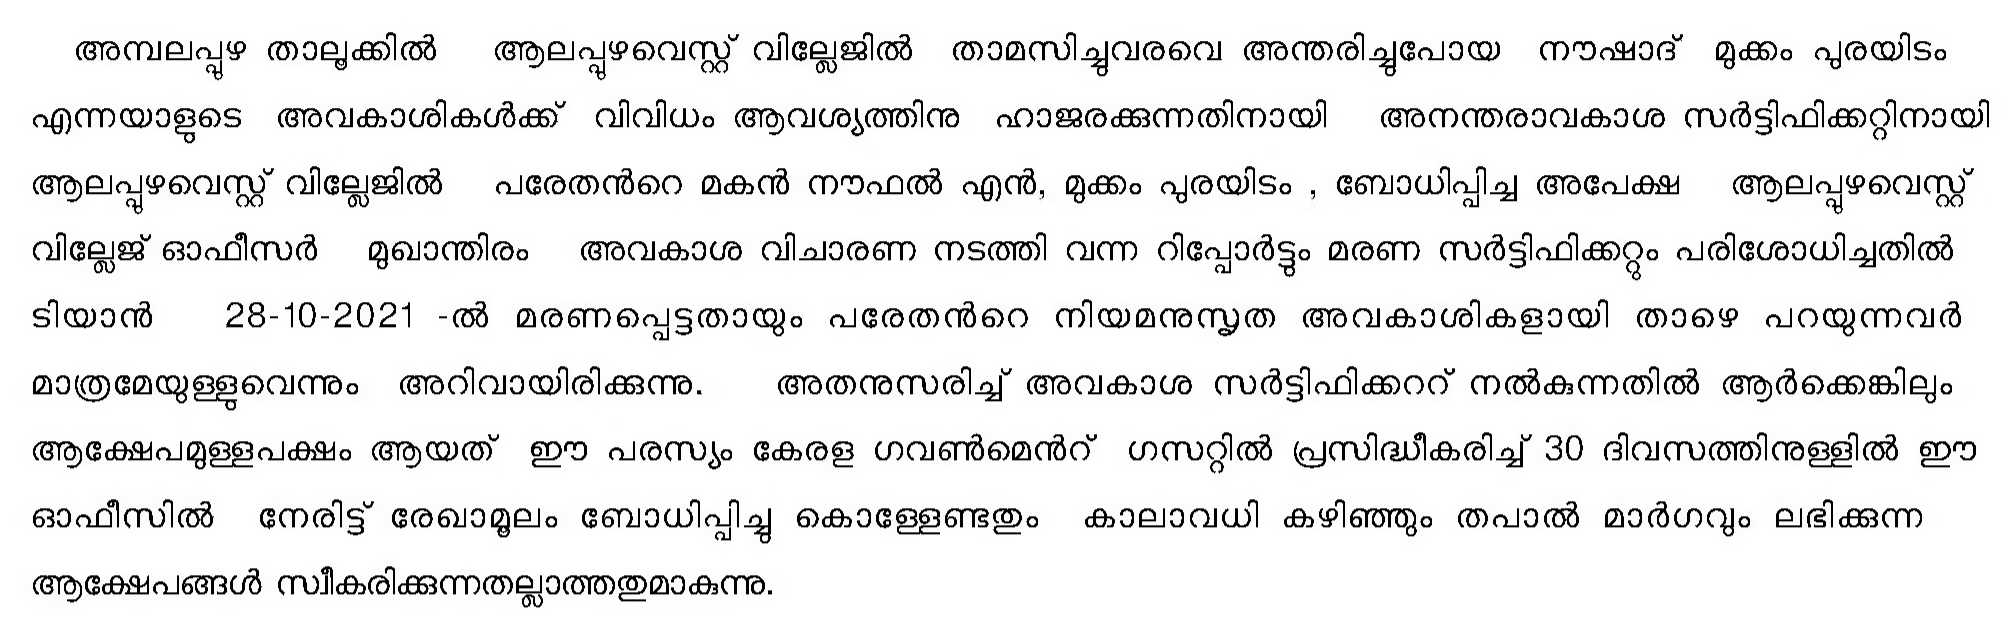 അമ്പലപ്പുഴ താലൂക്കിൽ ആലപ്പുഴവെസ്റ്റ് വില്ലേജിൽ താമസിച്ചുവരവെ അന്തരിച്ചുപോയ നൗഷാദ് മുക്കം പുരയിടം
എന്നയാളുടെ അവകാശികൾക്ക് വിവിധം ആവശ്യത്തിനു ഹാജരക്കുന്നതിനായി അനന്തരാവകാശ സർട്ടിഫിക്കറ്റിനായി
ആലപ്പുഴവെസ്റ്റ് വില്ലേജിൽ പരേതൻറെ മകൻ നൗഫൽ എൻ, മുക്കം പുരയിടം , ബോധിപ്പിച്ച അപേക്ഷ ആലപ്പുഴവെസ്റ്റ്
വില്ലേജ് ഓഫീസർ മുഖാന്തിരം അവകാശ വിചാരണ നടത്തി വന്ന റിപ്പോർട്ടും മരണ സർട്ടിഫിക്കറ്റും പരിശോധിച്ചതിൽ
ടിയാൻ 28-10-2021 -ൽ മരണപ്പെട്ടതായും പരേതൻറെ നിയമനുസൃത അവകാശികളായി താഴെ പറയുന്നവർ
മാത്രമേയുള്ളുവെന്നും അറിവായിരിക്കുന്നു. അതനുസരിച്ച് അവകാശ സർട്ടിഫിക്കററ് നൽകുന്നതിൽ ആർക്കെങ്കിലും
ആക്ഷേപമുള്ളപക്ഷം ആയത് ഈ പരസ്യം കേരള ഗവൺമെൻറ് ഗസറ്റിൽ പ്രസിദ്ധീകരിച്ച് 30 ദിവസത്തിനുള്ളിൽ ഈ
ഓഫീസിൽ നേരിട്ട് രേഖാമൂലം ബോധിപ്പിച്ചു കൊള്ളേണ്ടതും കാലാവധി കഴിഞ്ഞും തപാൽ മാർഗവും ലഭിക്കുന്ന
ആക്ഷേപങ്ങൾ സ്വീകരിക്കുന്നതല്ലാത്തതുമാകുന്നു.